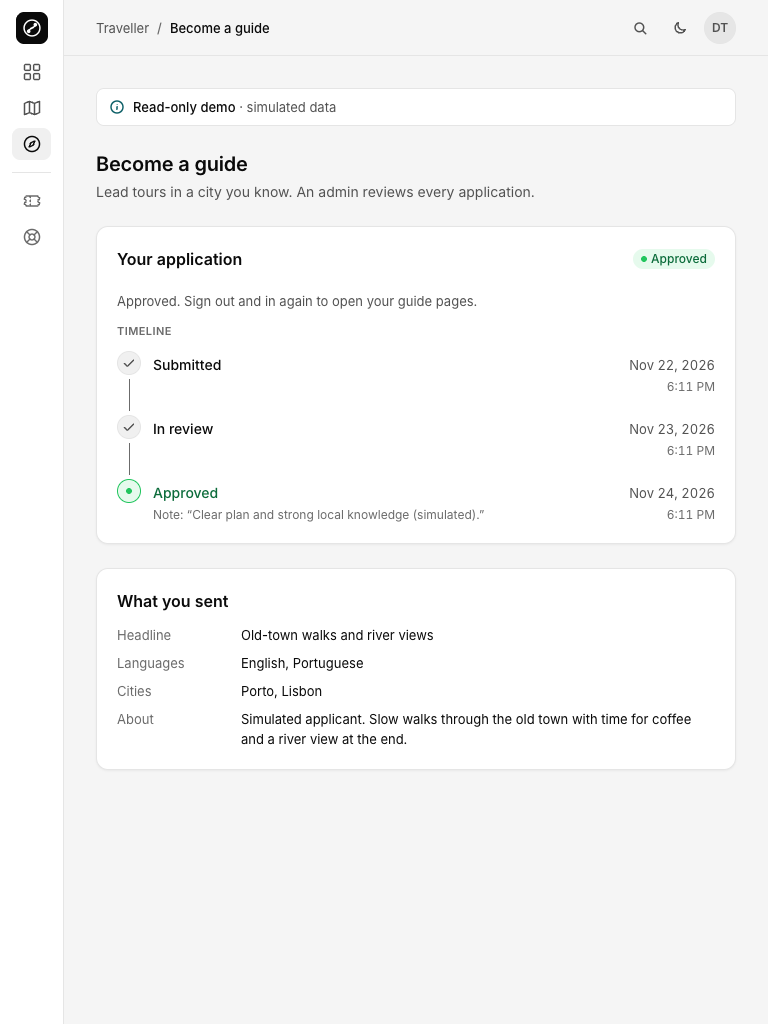 Traveller / Become a guide
DT
Read-only demo · simulated data
Become a guide
Lead tours in a city you know. An admin reviews every application.
Your application
Approved
Approved. Sign out and in again to open your guide pages.
TIMELINE
Submitted
Nov 22, 2026
6:11 PM
In review
Nov 23, 2026
6:11 PM
Approved
Nov 24, 2026
Note: “Clear plan and strong local knowledge (simulated).”
6:11 PM
What you sent
Headline
Old-town walks and river views
Languages
English, Portuguese
Cities
Porto, Lisbon
About
Simulated applicant. Slow walks through the old town with time for coffee
and a river view at the end.